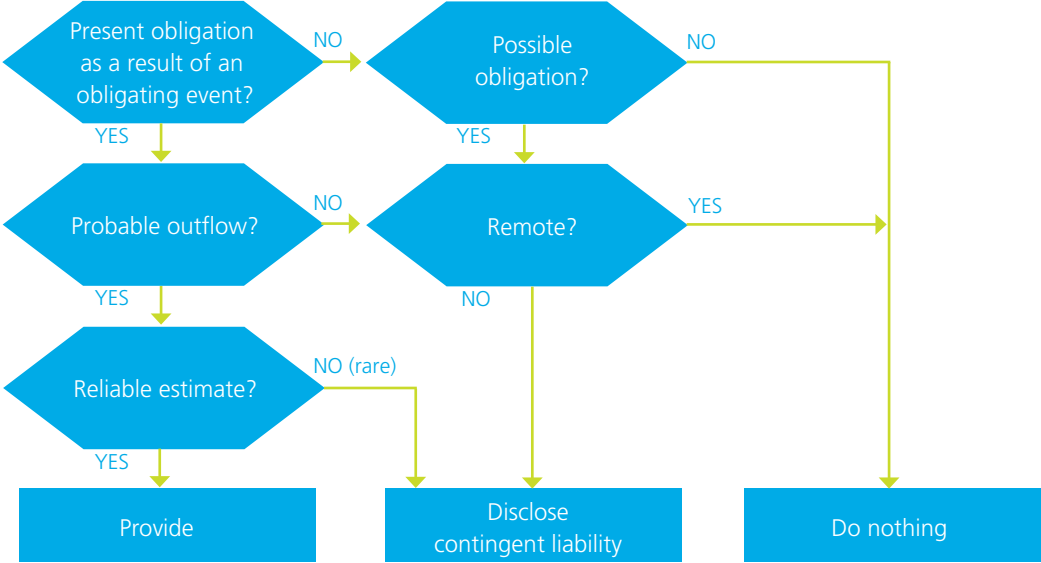 Present obligation
as a result of an
obligating event?
NO
Possible
obligation?
NO
YES
YES
Probable outflow?
NO
Remote?
YES
YES
NO
Reliable estimate?
NO (rare)
YES
Provide
Disclose
contingent liability
Do nothing